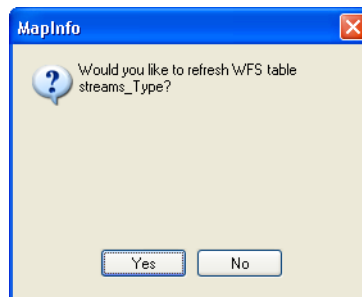 MapInfo
Would you like to refresh WFS table
streams_Type?
Yes
No